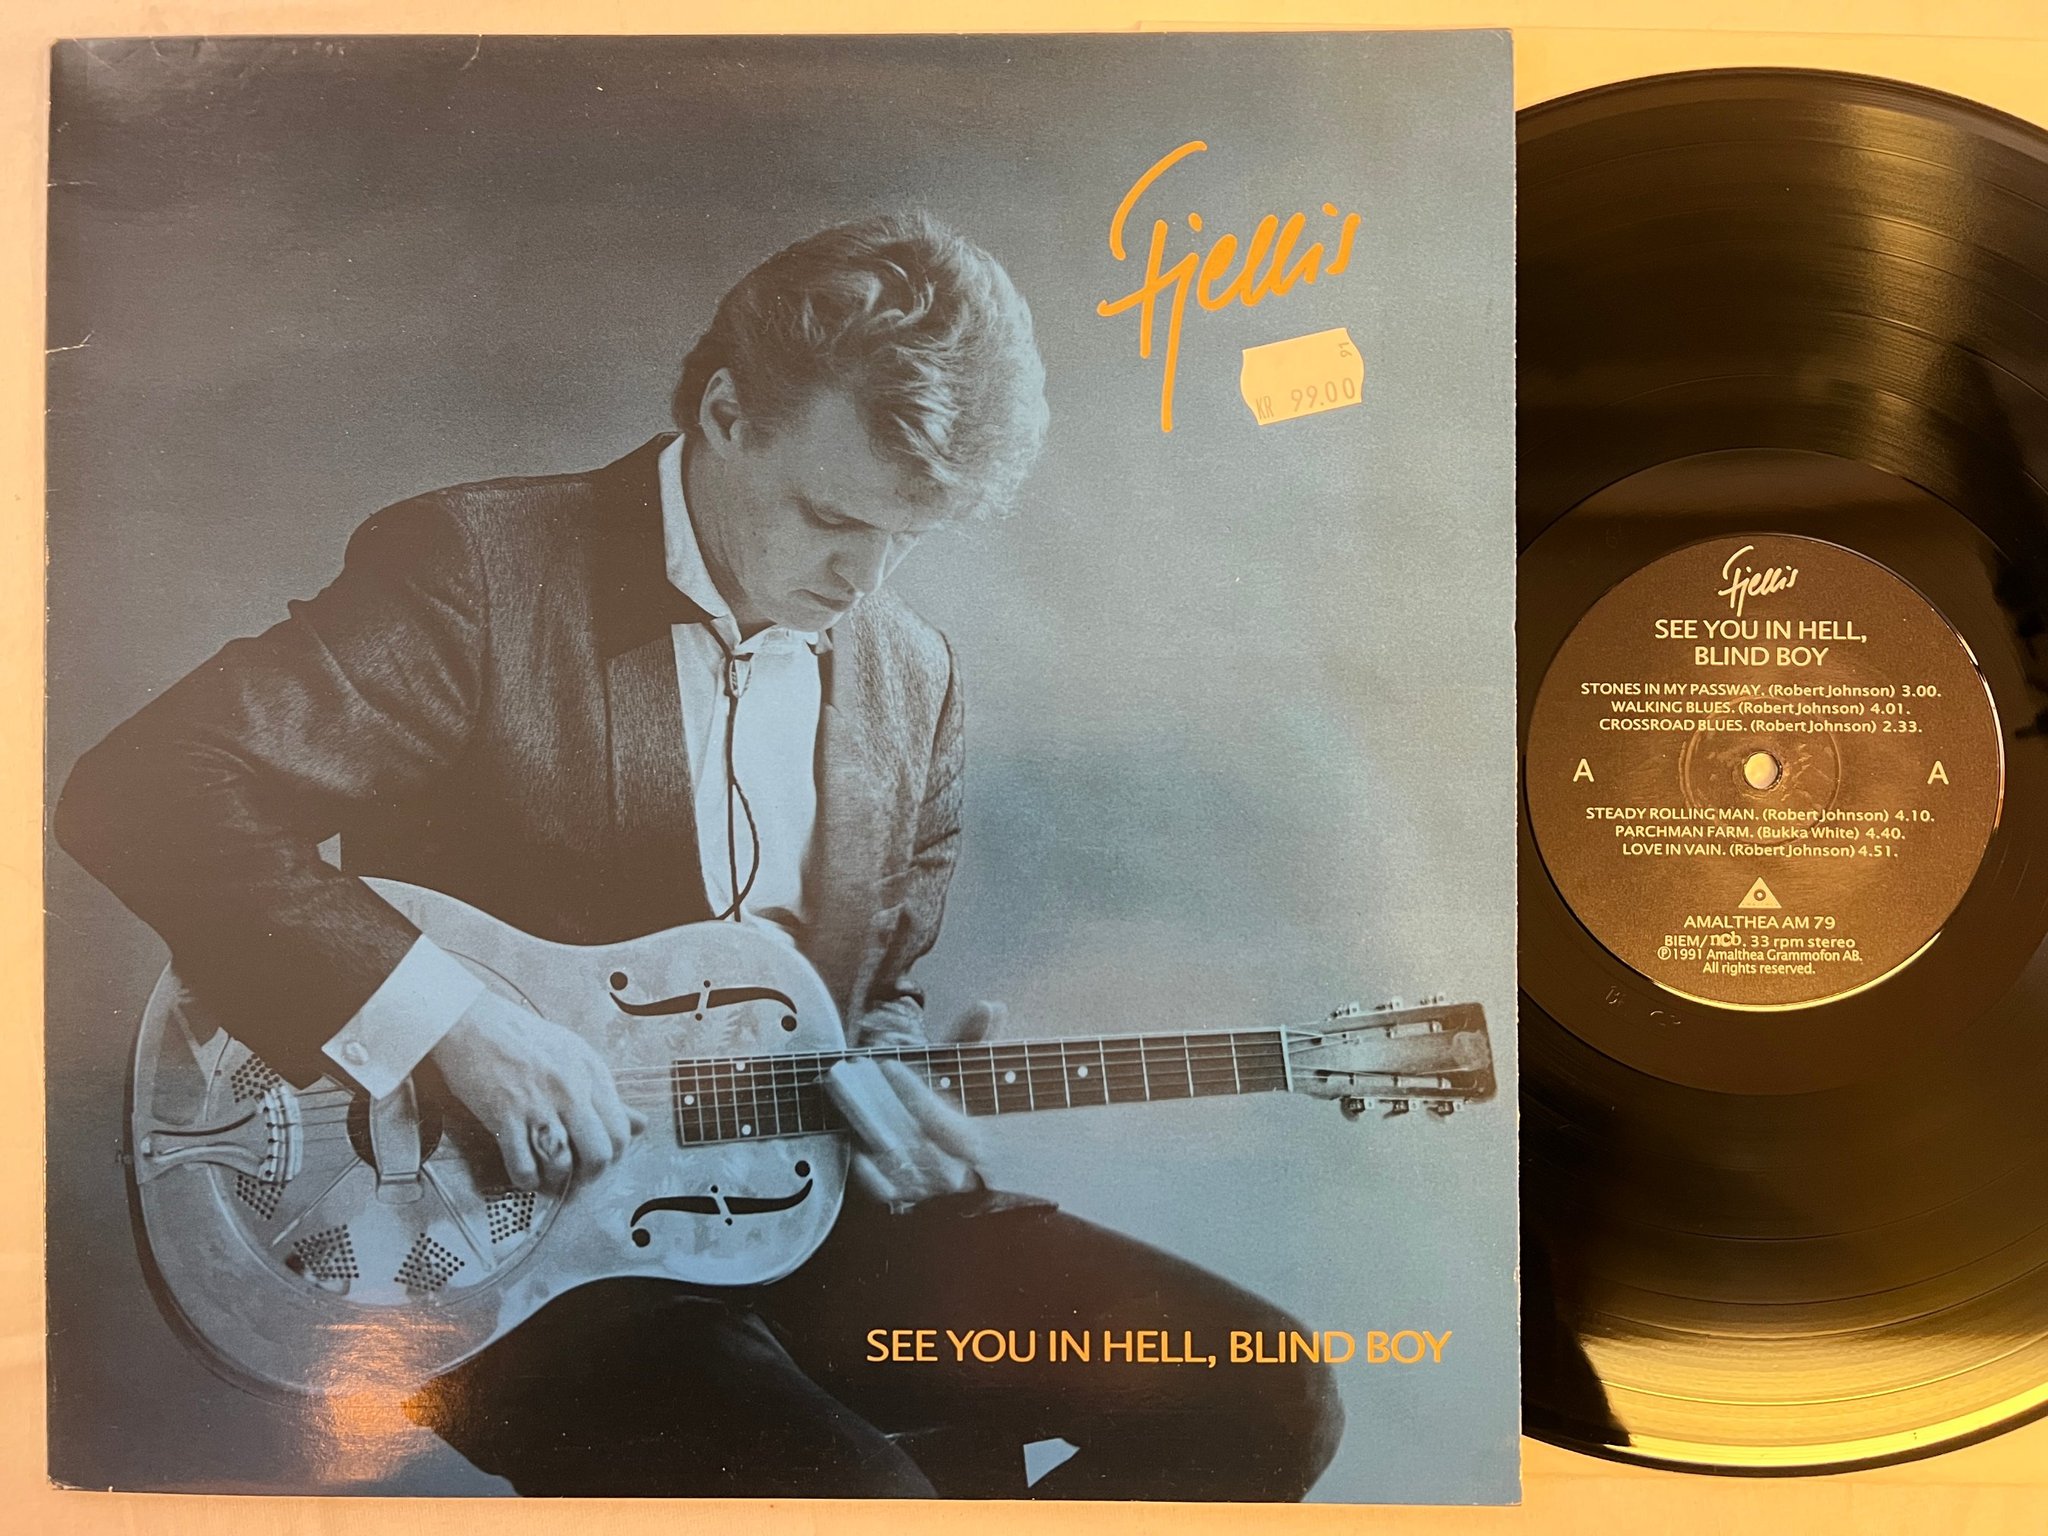 Fjellis
91
KR 99.00
SEE YOU IN HELL, BLIND BOY
Fjellis
SEE YOU IN HELL,
BLIND BOY
STONES IN MY PASSWAY. (Robert Johnson) 3.00.
WALKING BLUES. (Robert Johnson) 4.01.
CROSSROAD BLUES. (Robert Johnson) 2.33.
A A
STEADY ROLLING MAN. (Robert Johnson) 4.10.
PARCHMAN FARM. (Bukka White) 4.40.
LOVE IN VAIN. (Robert Johnson) 4.51.
AMALTHEA AM 79
BIEM/ncb. 33 rpm stereo
℗1991 Amalthea Grammofon AB.
All rights reserved.